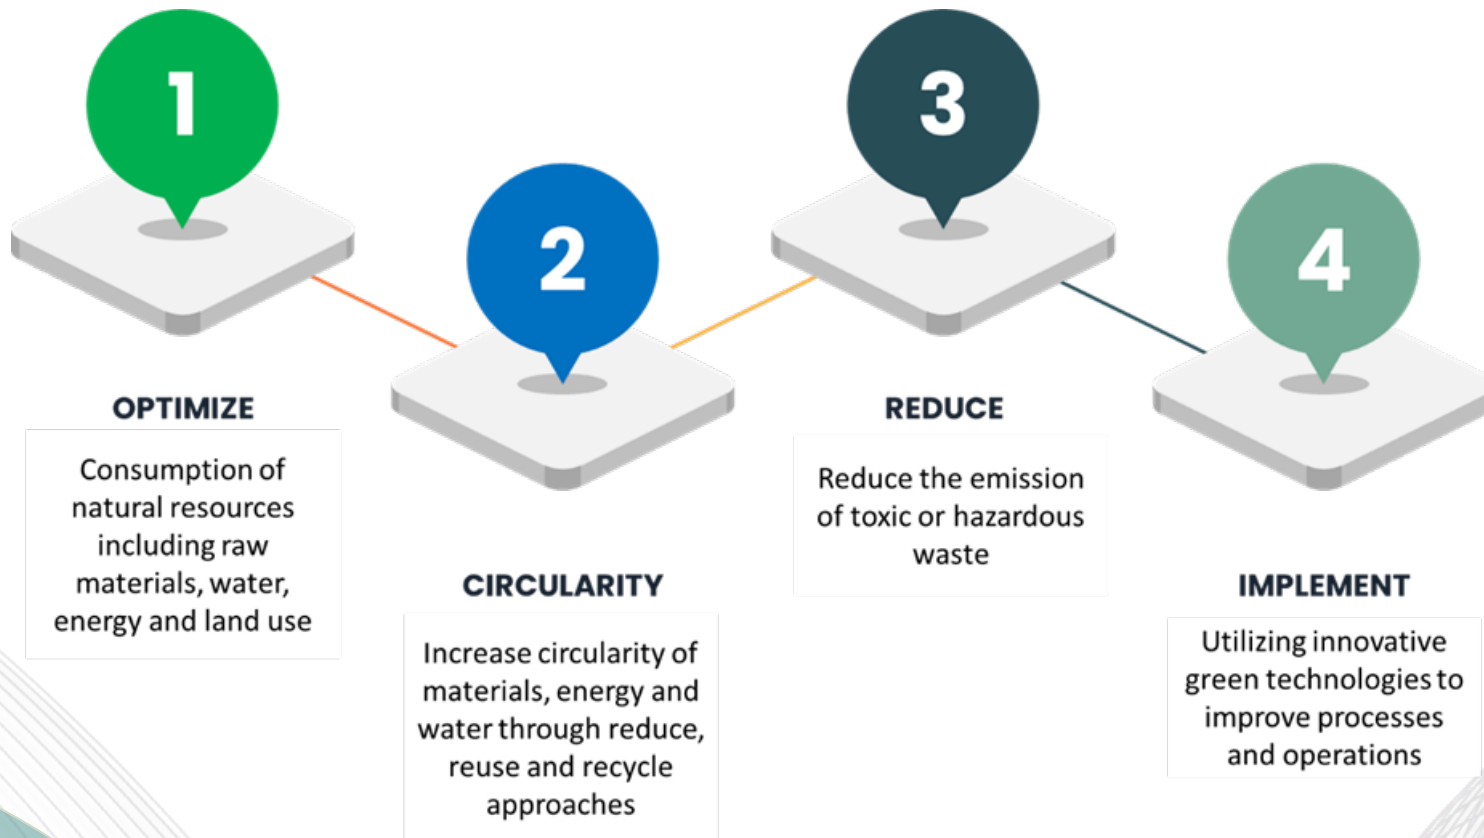 1
OPTIMIZE
Consumption of
natural resources
including raw
materials, water,
energy and land use
2
CIRCULARITY
Increase circularity of
materials, energy and
water through reduce,
reuse and recycle
approaches
3
REDUCE
Reduce the emission
of toxic or hazardous
waste
4
IMPLEMENT
Utilizing innovative
green technologies to
improve processes
and operations